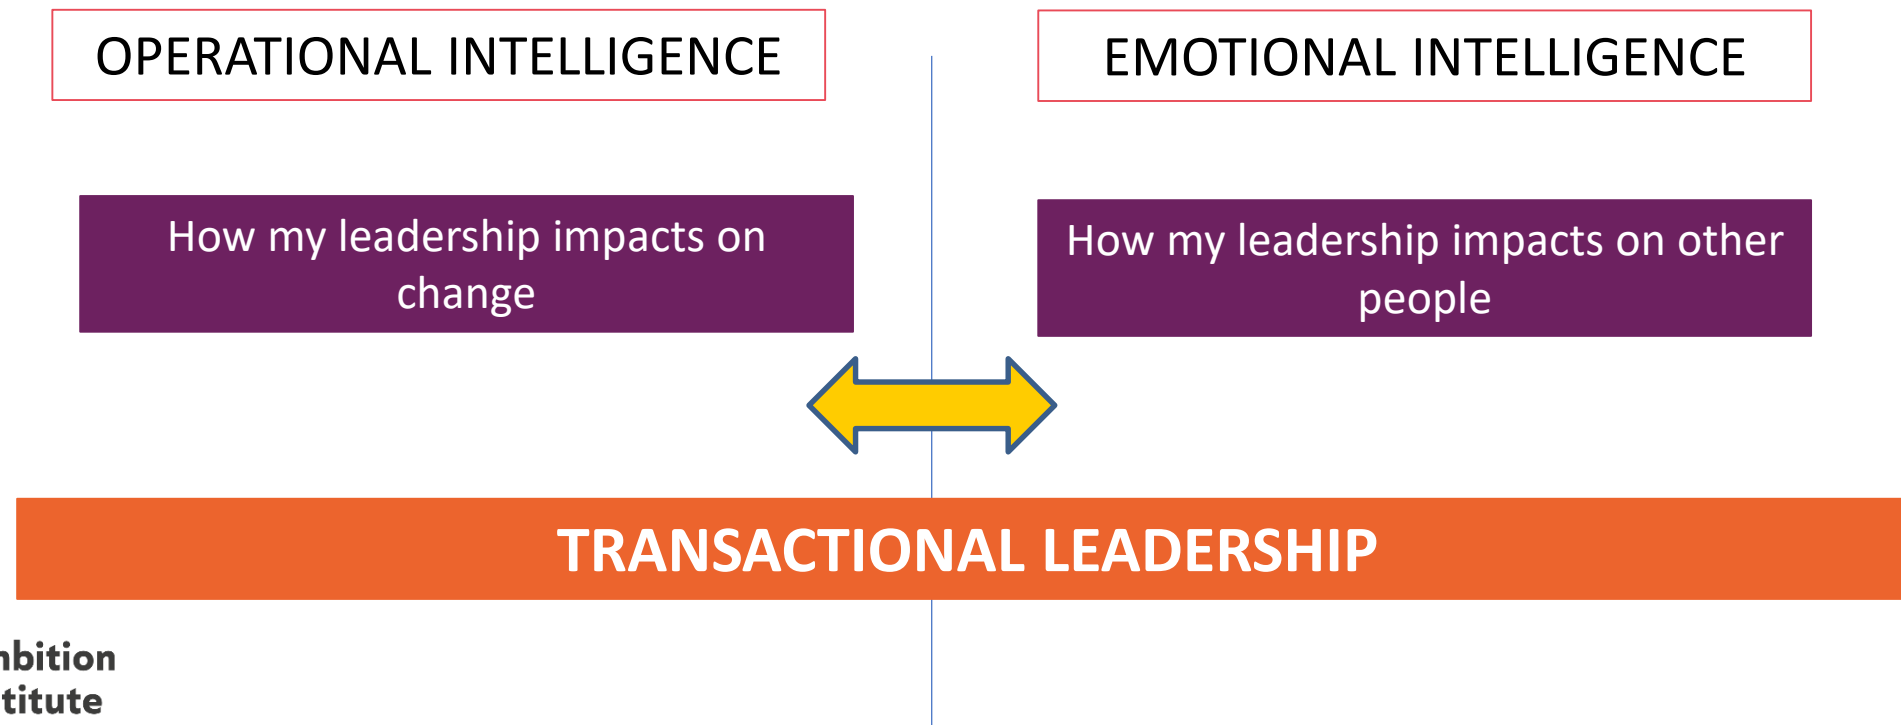 OPERATIONAL INTELLIGENCE
EMOTIONAL INTELLIGENCE
How my leadership impacts on
change
How my leadership impacts on other
people
TRANSACTIONAL LEADERSHIP
mbition
titute